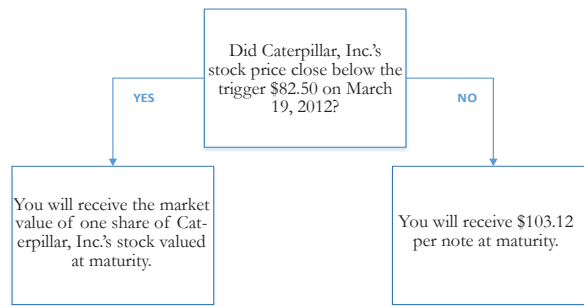 Did Caterpillar, Inc.'s
stock price close below the
trigger $82.50 on March
19, 2012?
YES
NO
You will receive the market
value of one share of Cat-
erpillar, Inc.'s stock valued
at maturity.
You will receive $103.12
per note at maturity.